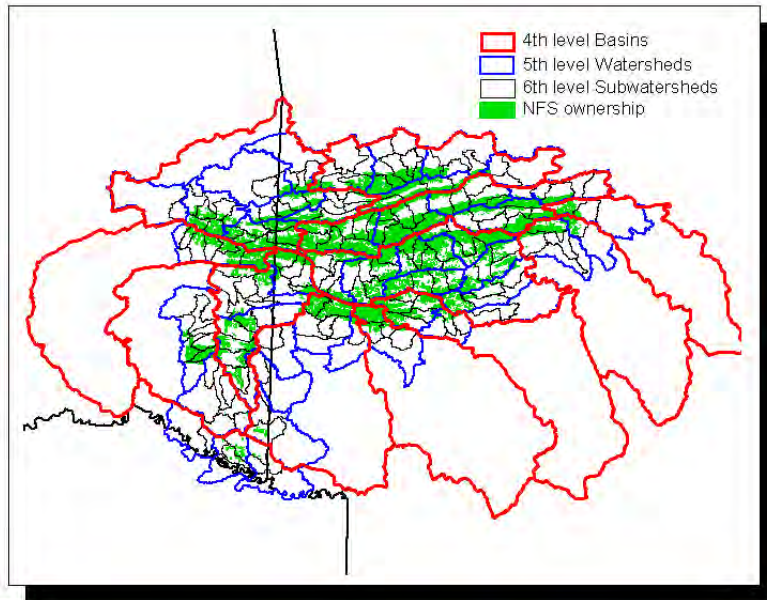 4th level Basins
5th level Watersheds
6th level Subwatersheds
NFS ownership